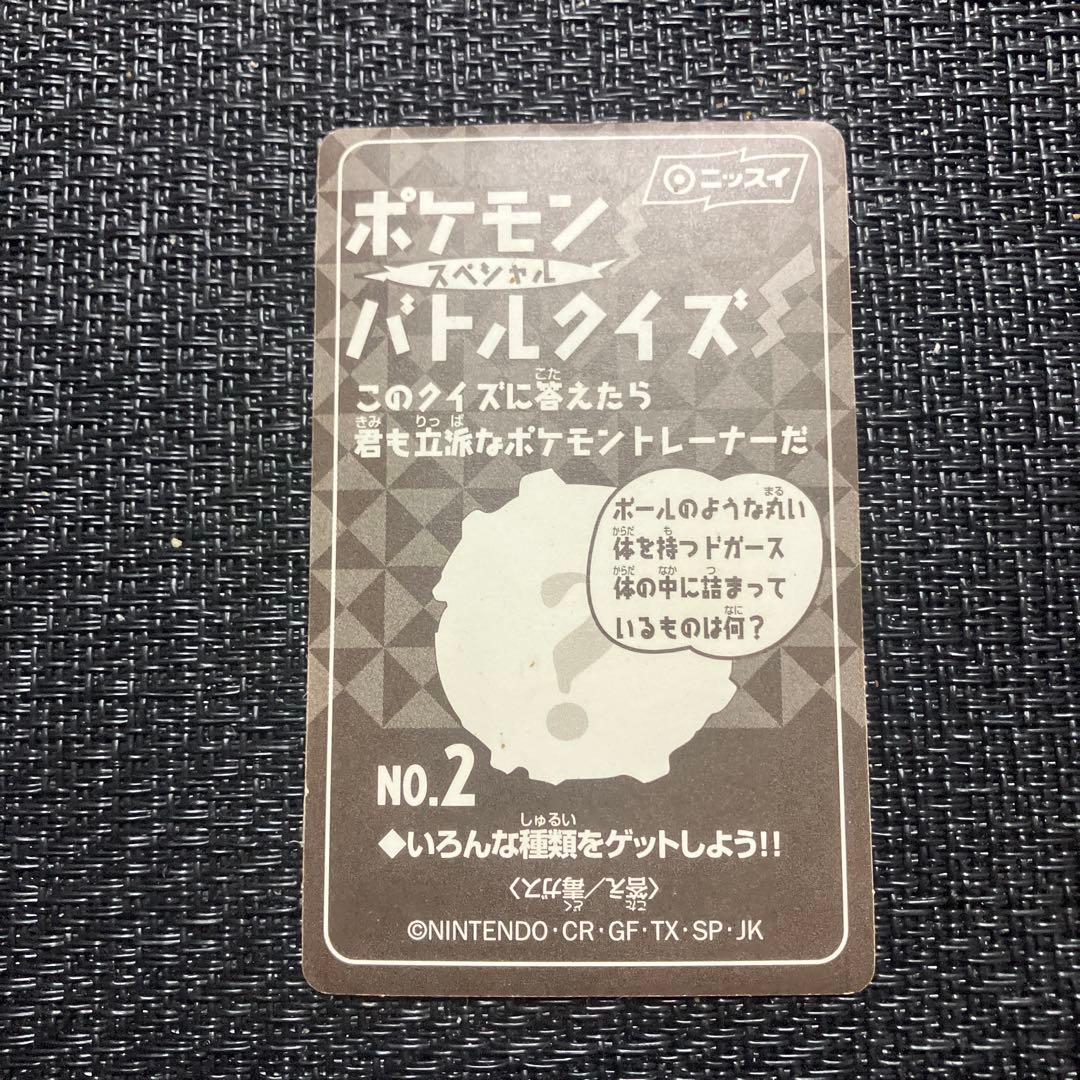 ニッスイ
ポケモン
スペシャル
バトルクイズ
このクイズに答えたら
君も立派なポケモントレーナーだ
ボールのような丸い
体を持つドガース
体の中に詰まって
いるものは何?
NO.2
◆いろんな種類をゲットしよう!!
〈答え/毒ガス〉
©NINTENDO・CR・GF・TX・SP・JK